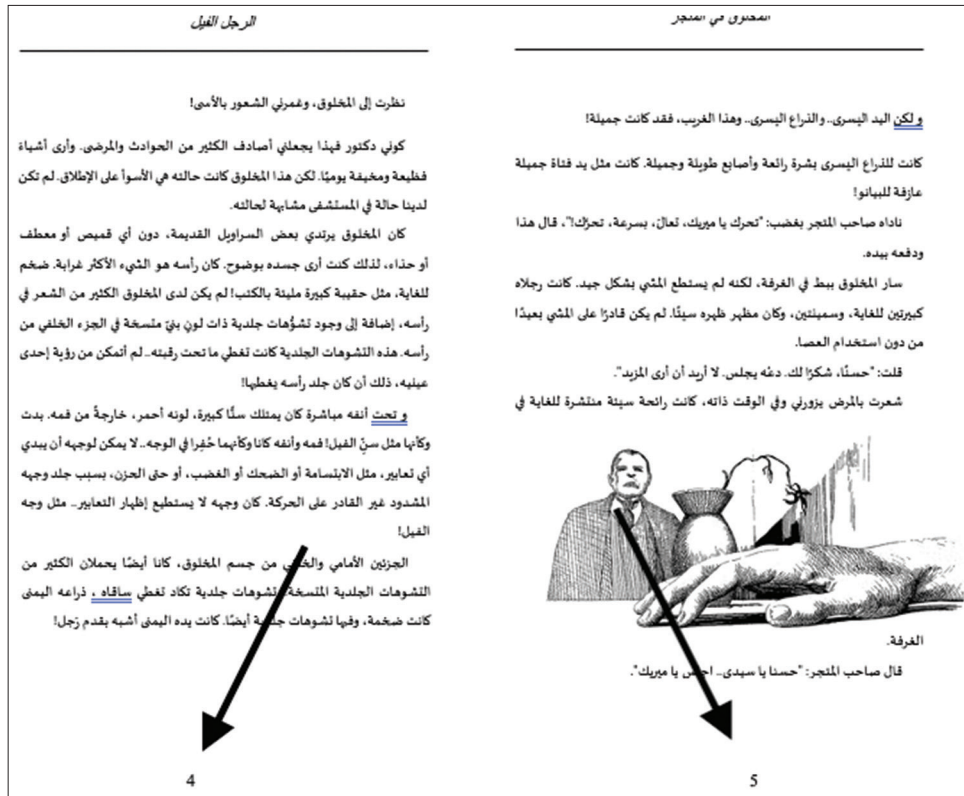 الرجل الفيل
نظرت إلى المخلوق، وغمرني الشعور بالأسى!
كوني دكتور فهذا يجعلني أصادف الكثير من الحوادث والمرضى. وأرى أشياءً
فظيعة ومخيفة يوميًا. لكن هذا المخلوق كانت حالته هي الأسوأ على الإطلاق. لم تكن
لدينا حالة في المستشفى مشابهة لحالته.
كان المخلوق يرتدي بعض السراويل القديمة، دون أي قميص أو معطف
أو حذاء، لذلك كنت أرى جسده بوضوح. كان رأسه هو الشيء الأكثر غرابة. ضخم
للغاية، مثل حقيبة كبيرة مليئة بالكتب! لم يكن لدى المخلوق الكثير من الشعر في
رأسه، إضافة إلى وجود تشوُّهات جلدية ذات لونٍ بنيّ متسخة في الجزء الخلفي من
رأسه. هذه التشوهات الجلدية كانت تغطي ما تحت رقبته.. لم أتمكن من رؤية إحدى
عينيه، ذلك أن كان جلد رأسه يغطيها!
و تحت أنفه مباشرة كان يمتلك سنًّا كبيرة، لونه أحمر، خارجةٌ من فمه. بدت
وكأنها مثل سنّ الفيل! فمه وأنفه كانا وكأنهما حُفِرا في الوجه.. لا يمكن لوجهه أن يبدي
أي تعابير، مثل الابتسامة أو الضحك أو الغضب، أو حتى الحزن، بسبب جلد وجهه
المشدود غير القادر على الحركة. كان وجهه لا يستطيع إظهار التعابير.. مثل وجه
الفيل!
الجزئين الأمامي والخلفي من جسم المخلوق، كانا أيضًا يحملان الكثير من
التشوهات الجلدية المتسخة. تشوهات جلدية تكاد تغطي ساقاه ، ذراعه اليمنى
كانت ضخمة، وفيها تشوهات جلدية أيضًا. كانت يده اليمنى أشبه بقدم رَجل!
4
المخلوق في المتجر
و لكن اليد اليسرى.. والذراع اليسرى.. وهذا الغريب، فقد كانت جميلة!
كانت للذراع اليسرى بشرة رائعة وأصابع طويلة وجميلة. كانت مثل يد فتاة جميلة
عازفة للبيانو!
ناداه صاحب المتجر بغضب: "تحرك يا ميريك، تعالَ، بسرعة، تحرَّك!"، قال هذا
ودفعه بيده.
سار المخلوق ببط في الغرفة، لكنه لم يستطع المشي بشكل جيد. كانت رجلاه
كبيرتين للغاية، وسمينتين، وكان مظهر ظهره سيئًا. لم يكن قادرًا على المشي بعيدًا
من دون استخدام العصا.
قلت: "حسنًا، شكرًا لك. دعْه يجلس. لا أريد أن أرى المزيد".
شعرت بالمرض يزورني وفي الوقت ذاته، كانت رائحة سيئة منتشرة للغاية في
الغرفة.
قال صاحب المتجر: "حسنا يا سيدي.. اجلس يا ميريك".
5